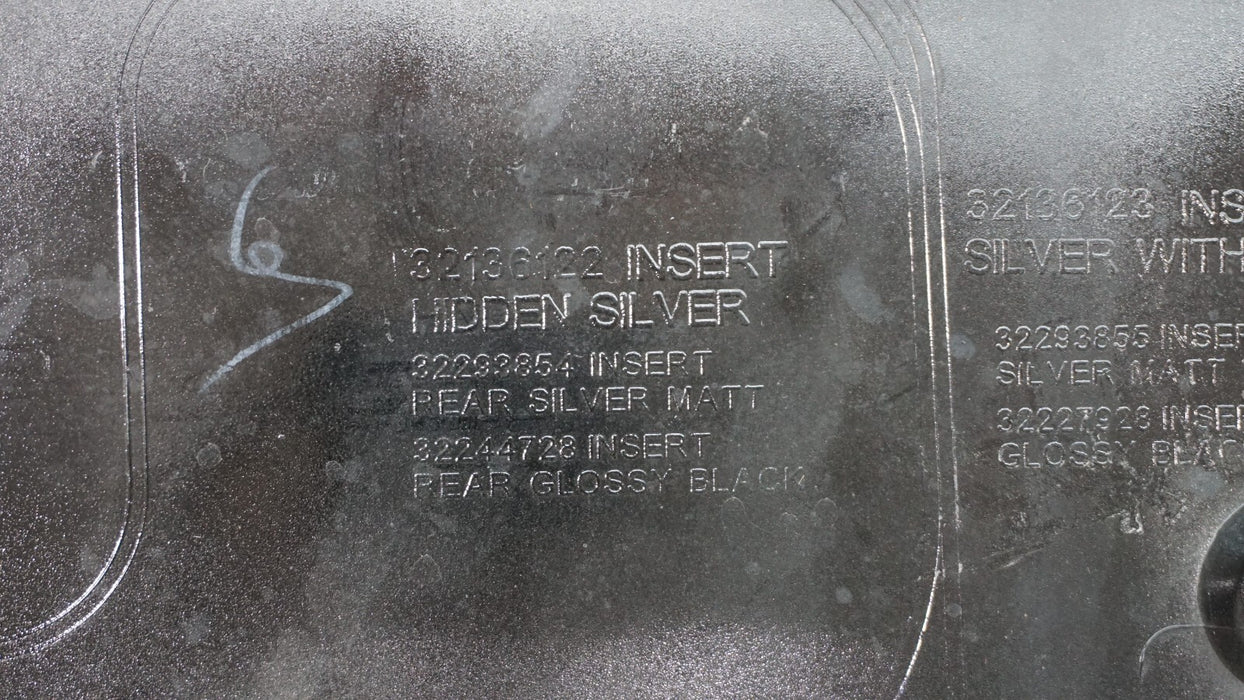 32136122 INSERT
HIDDEN SILVER
32293854 INSERT
REAR SILVER MATT
32244728 INSERT
REAR GLOSSY BLACK
32136123 INS
SILVER WITH
32293855 INSER
SILVER MATT
32227928 INSER
GLOSSY BLAC